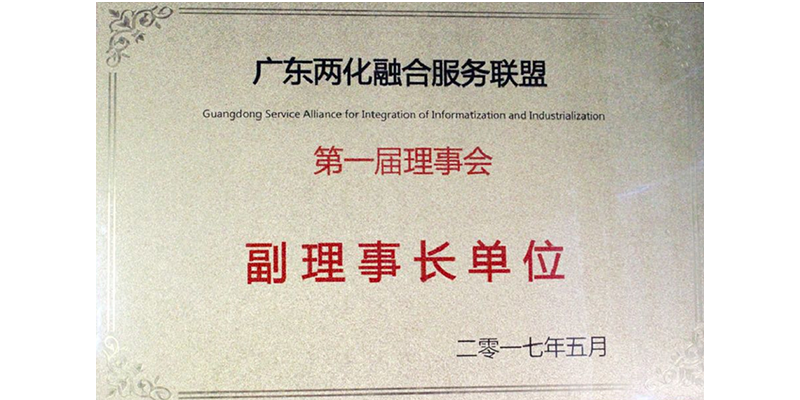 广东两化融合服务联盟
Guangdong Service Alliance for Integration of Informatization and Industrialization
第一届理事会
副理事长单位
二零一七年五月